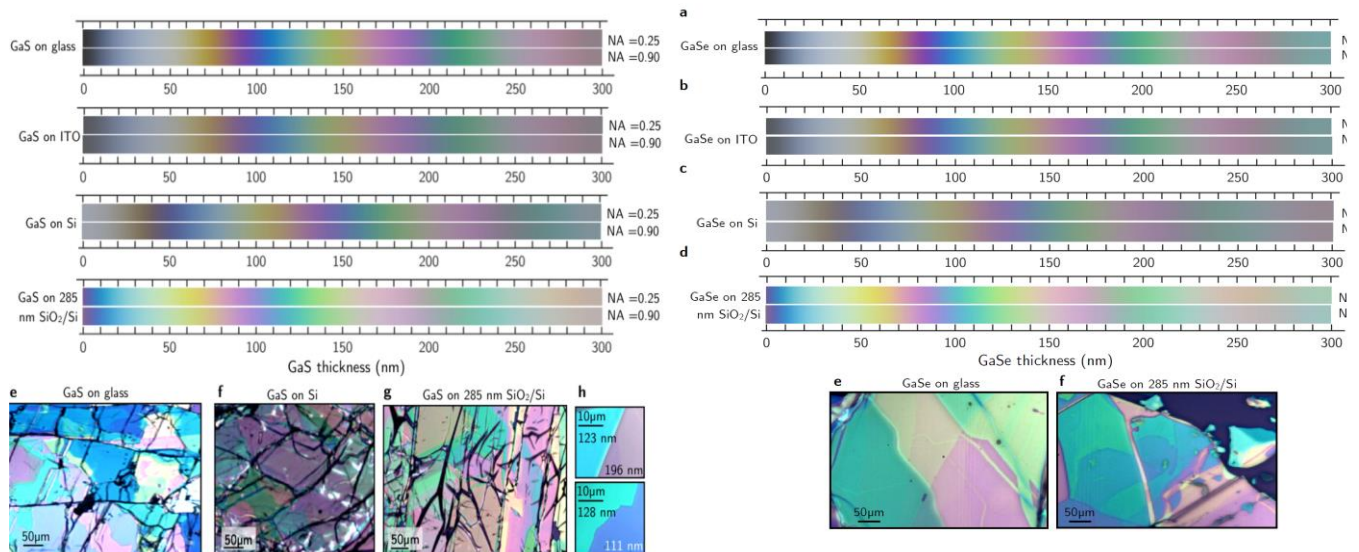 GaS on glass
NA =0.25
NA =0.90
0 50 100 150 200 250 300
GaS on ITO
NA =0.25
NA =0.90
0 50 100 150 200 250 300
GaS on Si
NA =0.25
NA =0.90
0 50 100 150 200 250 300
GaS on 285
nm SiO₂/Si
NA =0.25
NA =0.90
0 50 100 150 200 250 300
GaS thickness (nm)
e GaS on glass
50μm
f GaS on Si
50μm
g GaS on 285 nm SiO₂/Si
50μm
h
10μm
123 nm
196 nm
10μm
128 nm
111 nm
a
GaSe on glass
N
N
0 50 100 150 200 250 300
b
GaSe on ITO
N
N
0 50 100 150 200 250 300
c
GaSe on Si
N
N
0 50 100 150 200 250 300
d
GaSe on 285
nm SiO₂/Si
N
N
0 50 100 150 200 250 300
GaSe thickness (nm)
e GaSe on glass
50μm
f GaSe on 285 nm SiO₂/Si
50μm